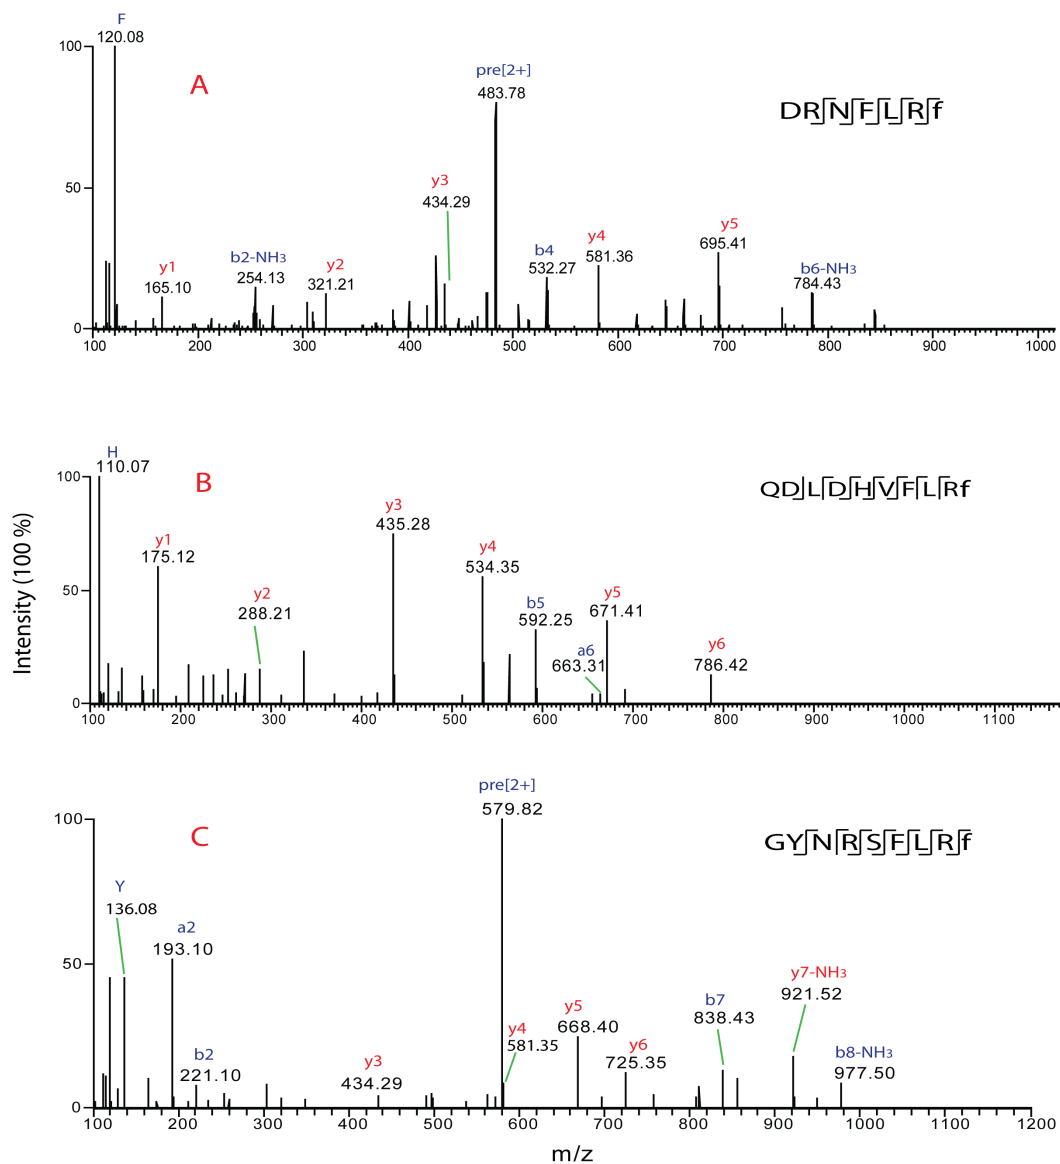 F
120.08
100
A
pre[2+]
483.78
DRNFLRf
y3
434.29
50
y5
695.41
y4
581.36
b4
532.27
b2-NH3
254.13
y2
321.21
y1
165.10
b6-NH3
784.43
0
100 200 300 400 500 600 700 800 900 1000
H
110.07
100
B
QDLDHVFLRf
y3
435.28
y1
175.12
y4
534.35
50
y2
288.21
b5
592.25
y5
671.41
a6
663.31
y6
786.42
0
100 200 300 400 500 600 700 800 900 1000 1100
Intensity (100 %)
pre[2+]
579.82
100
C
GYNRSFLRf
Y
136.08
a2
193.10
50
y7-NH3
921.52
b7
838.43
y5
668.40
y4
581.35
y6
725.35
b8-NH3
977.50
b2
221.10
y3
434.29
0
100 200 300 400 500 600 700 800 900 1000 1100 1200
m/z